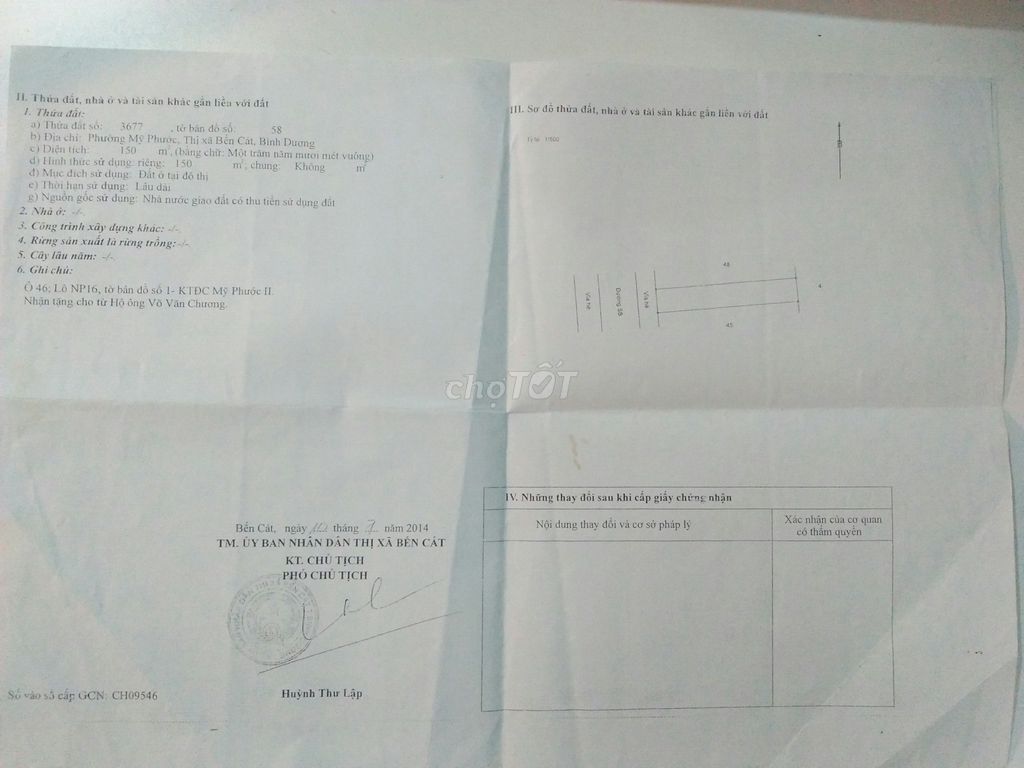 II. Thửa đất, nhà ở và tài sản khác gắn liền với đất
1. Thửa đất:
a) Thửa đất số: 3677 , tờ bản đồ số: 58
b) Địa chỉ: Phường Mỹ Phước, Thị xã Bến Cát, Bình Dương
c) Diện tích: 150 m², (bằng chữ: Một trăm năm mươi mét vuông)
d) Hình thức sử dụng: riêng: 150 m², chung: Không m²
đ) Mục đích sử dụng: Đất ở tại đô thị
e) Thời hạn sử dụng: Lâu dài
g) Nguồn gốc sử dụng: Nhà nước giao đất có thu tiền sử dụng đất
2. Nhà ở: -/-
3. Công trình xây dựng khác: -/-.
4. Rừng sản xuất là rừng trồng:-/-
5. Cây lâu năm: -/-.
6. Ghi chú:
Ô 46; Lô NP16, tờ bản đồ số 1- KTĐC Mỹ Phước II.
Nhận tặng cho từ Hộ ông Võ Văn Chương.
Bến Cát, ngày tháng 7 năm 2014
TM. ỦY BAN NHÂN DÂN THỊ XÃ BẾN CÁT
KT. CHỦ TỊCH
PHÓ CHỦ TỊCH
Huỳnh Thư Lập
Số vào sổ cấp GCN: CH09546
III. Sơ đồ thửa đất, nhà ở và tài sản khác gắn liền với đất
Tỷ lệ 1/500
B
48
4
45
Vỉa hè
Đường
Vỉa hè
chợTỐT
IV. Những thay đổi sau khi cấp giấy chứng nhận
Nội dung thay đổi và cơ sở pháp lý
Xác nhận của cơ quan
có thẩm quyền